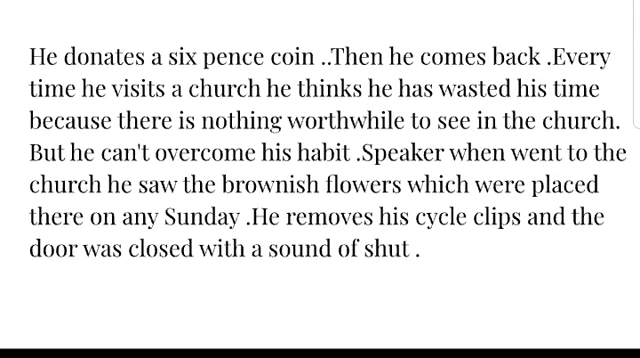 He donates a six pence coin ..Then he comes back .Every
time he visits a church he thinks he has wasted his time
because there is nothing worthwhile to see in the church.
But he can't overcome his habit .Speaker when went to the
church he saw the brownish flowers which were placed
there on any Sunday .He removes his cycle clips and the
door was closed with a sound of shut .